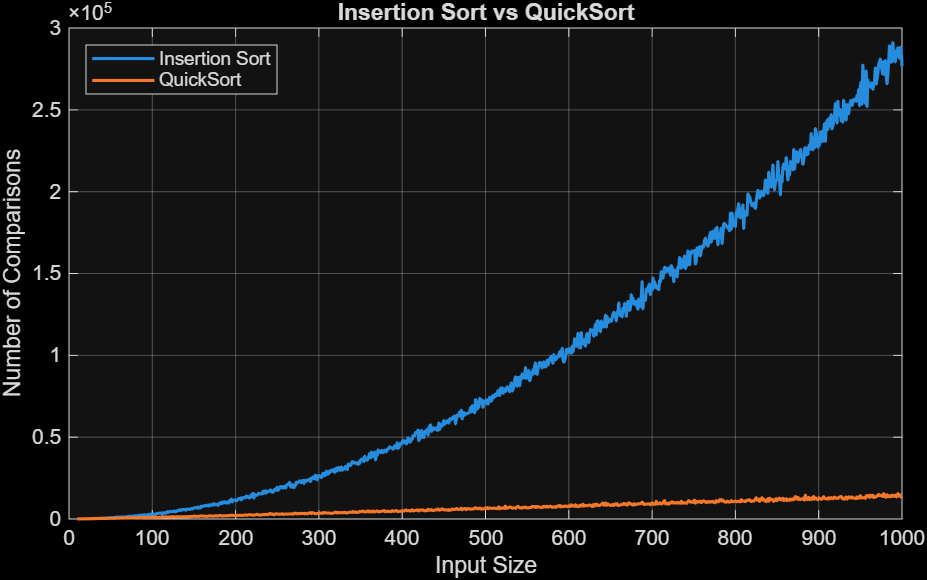 Insertion Sort vs QuickSort
×10⁵
3
2.5
2
1.5
1
0.5
0
Number of Comparisons
Insertion Sort
QuickSort
0 100 200 300 400 500 600 700 800 900 1000
Input Size